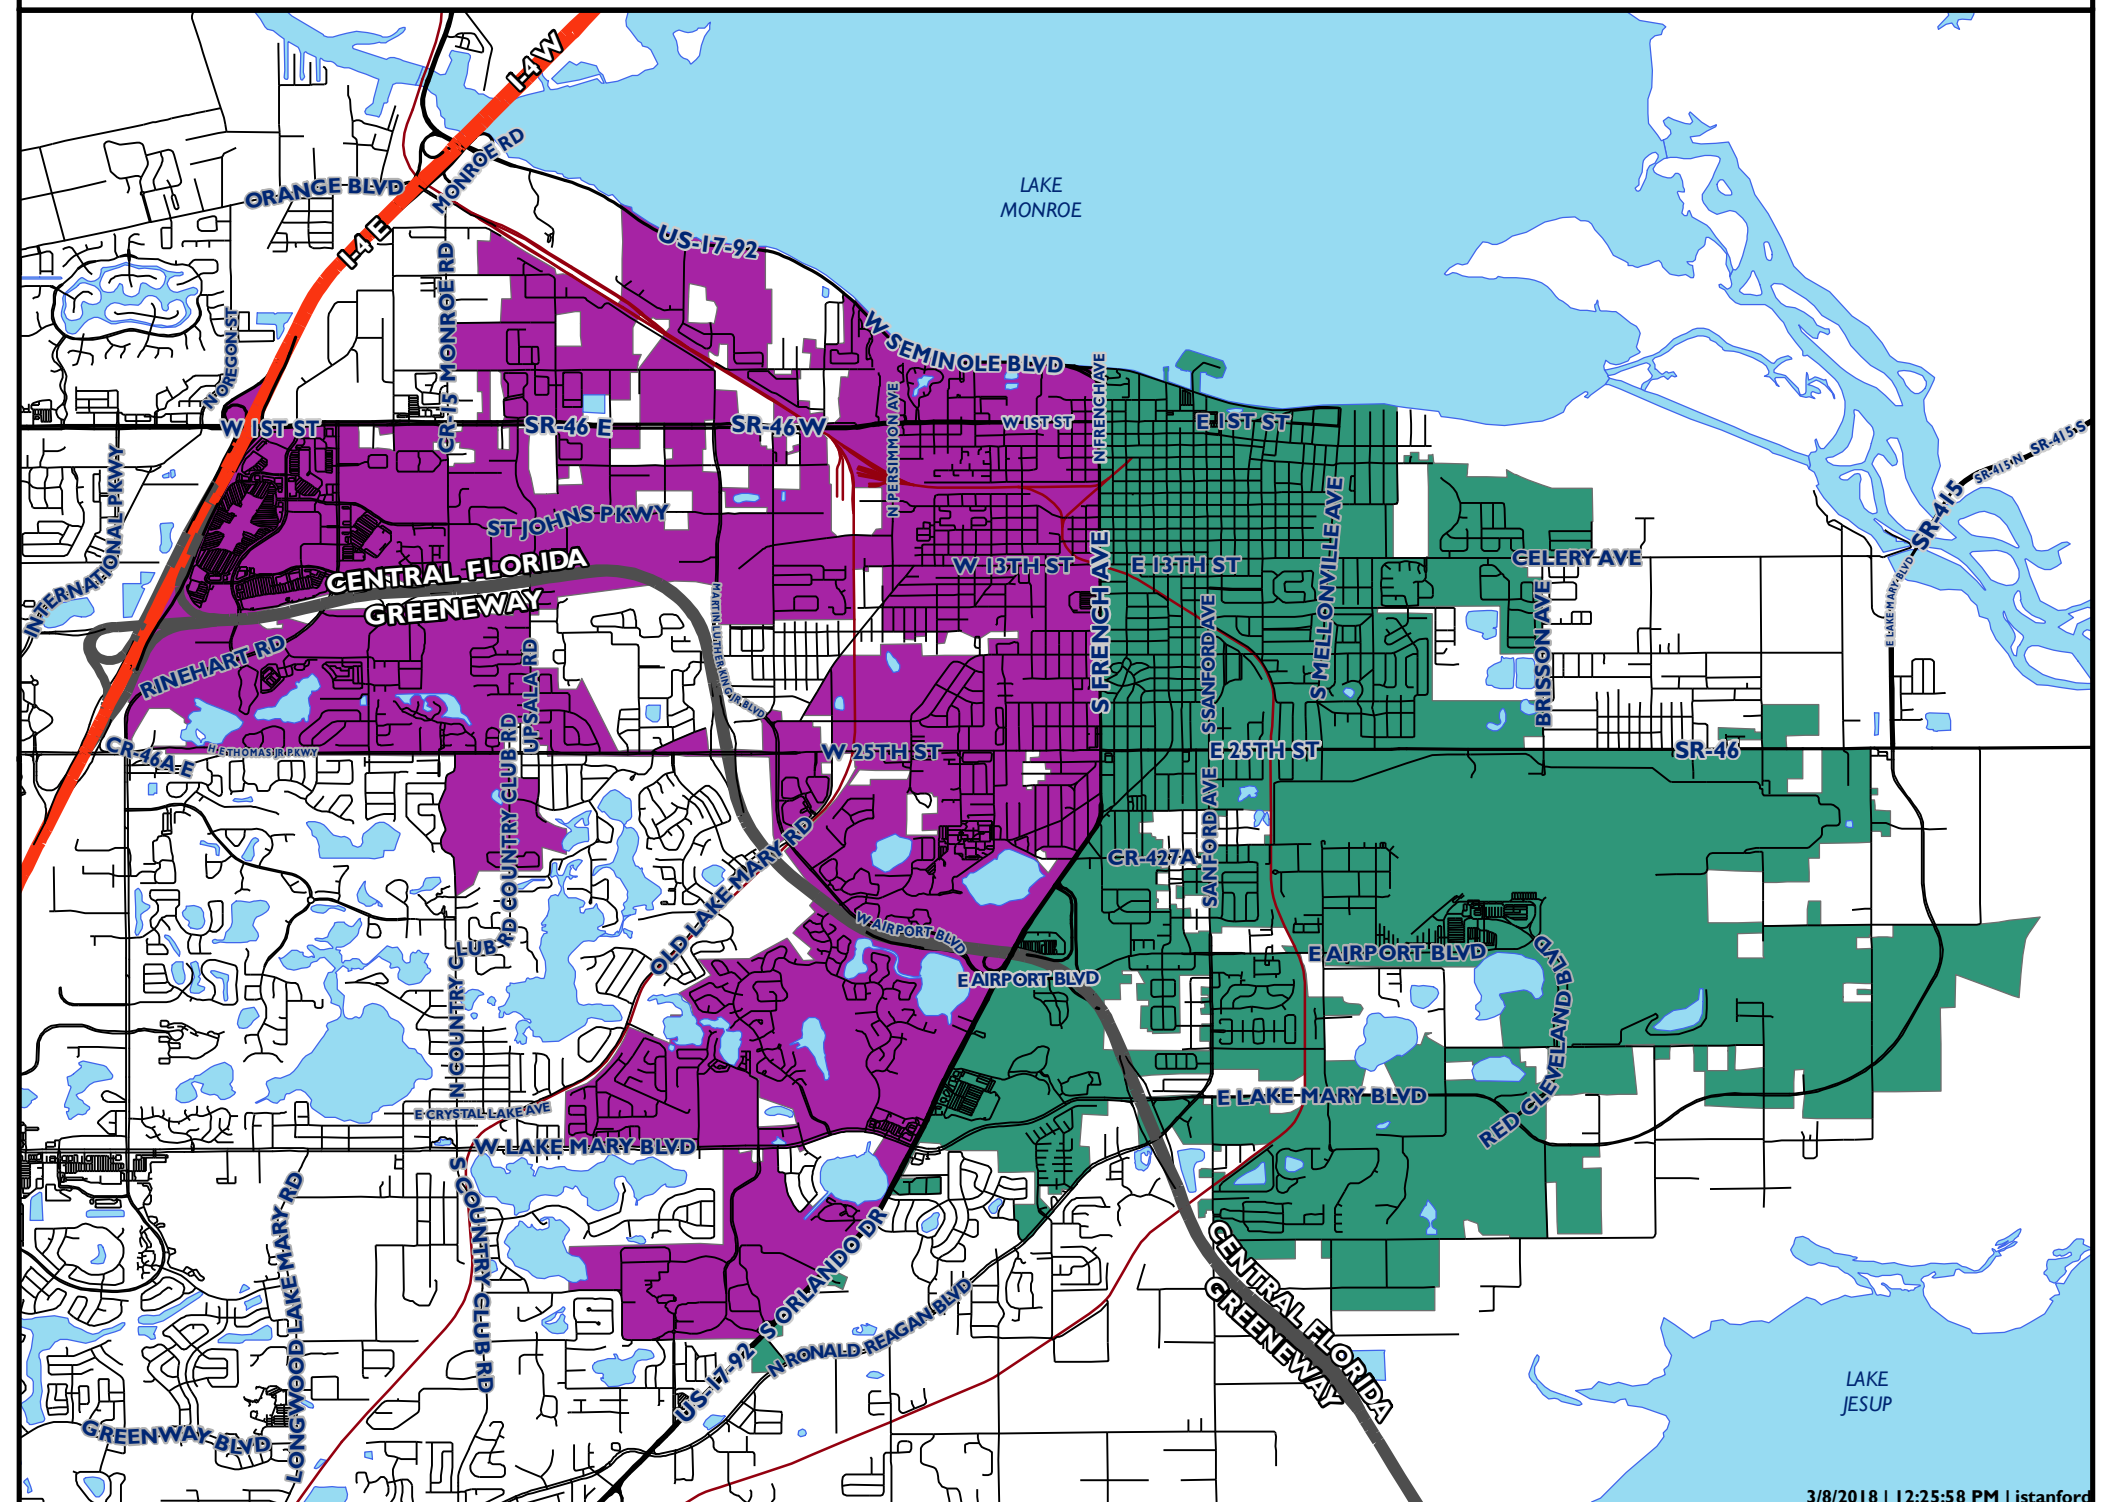 I-4 W
MONROE RD
ORANGE BLVD
LAKE
MONROE
I-4 E
US-17-92
CR-15 MONROE RD
N OREGON ST
W SEMINOLE BLVD
N FRENCH AVE
N PERSIMMON AVE
W 1ST ST
SR-46 E
SR-46 W
W 1ST ST
E 1ST ST
SR-415 S
SR-415 N
SR-415
INTERNATIONAL PKWY
ST JOHNS PKWY
S MELLONVILLE AVE
CENTRAL FLORIDA
GREENEWAY
W 13TH ST
E 13TH ST
CELERY AVE
E LAKE MARY BLVD
S FRENCH AVE
S SANFORD AVE
BRISSON AVE
MARTIN LUTHER KING JR BLVD
RINEHART RD
UPSALA RD
CR-46A E
H E THOMAS JR PKWY
W 25TH ST
E 25TH ST
SR-46
RD COUNTRY CLUB RD
SANFORD AVE
OLD LAKE MARY RD
CR-427A
W AIRPORT BLVD
E AIRPORT BLVD
E AIRPORT BLVD
N COUNTRY CLUB
RED CLEVELAND BLVD
E CRYSTAL LAKE AVE
E LAKE MARY BLVD
W LAKE MARY BLVD
S COUNTRY CLUB RD
LONGWOOD LAKE MARY RD
S ORLANDO DR
US-17-92
N RONALD REAGAN BLVD
CENTRAL FLORIDA
GREENEWAY
LAKE
JESUP
GREENWAY BLVD
3/8/2018 | 12:25:58 PM | istanford